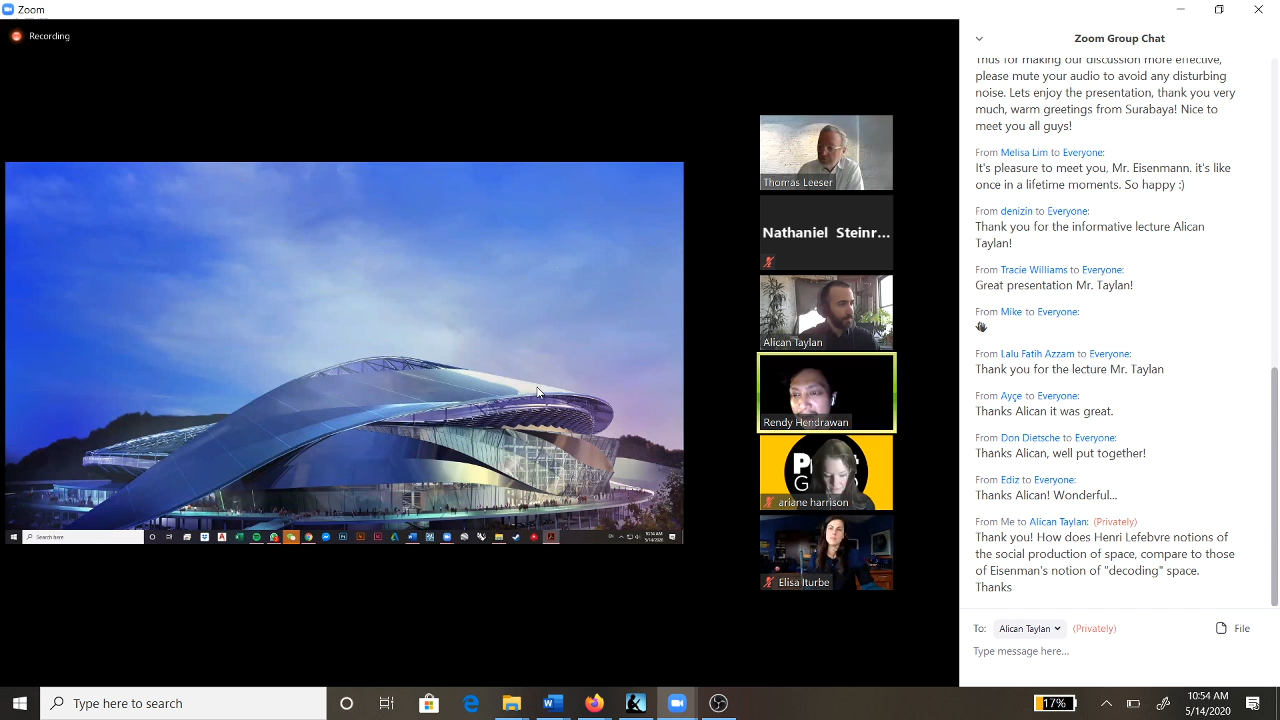 Zoom
Recording
Thomas Leeser
Nathaniel Steinr...
Alican Taylan
Rendy Hendrawan
ariane harrison
Elisa Iturbe
Search here
10:54 AM
5/14/2020
Zoom Group Chat
Thus for making our discussion more effective,
please mute your audio to avoid any disturbing
noise. Lets enjoy the presentation, thank you very
much, warm greetings from Surabaya! Nice to
meet you all guys!
From Melisa Lim to Everyone:
It's pleasure to meet you, Mr. Eisenmann. it's like
once in a lifetime moments. So happy :)
From denizin to Everyone:
Thank you for the informative lecture Alican
Taylan!
From Tracie Williams to Everyone:
Great presentation Mr. Taylan!
From Mike to Everyone:
From Lalu Fatih Azzam to Everyone:
Thank you for the lecture Mr. Taylan
From Ayçe to Everyone:
Thanks Alican it was great.
From Don Dietsche to Everyone:
Thanks Alican, well put together!
From Ediz to Everyone:
Thanks Alican! Wonderful...
From Me to Alican Taylan: (Privately)
Thank you! How does Henri Lefebvre notions of
the social production of space, compare to those
of Eisenman's notion of "decoding" space.
Thanks
To: Alican Taylan (Privately)
File
Type message here...
Type here to search
17%
10:54 AM
5/14/2020